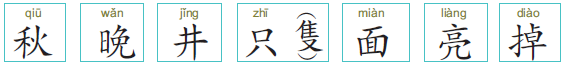 qiū wǎn jǐng zhī miàn liàng diào
秋 晚 井 只(隻) 面 亮 掉